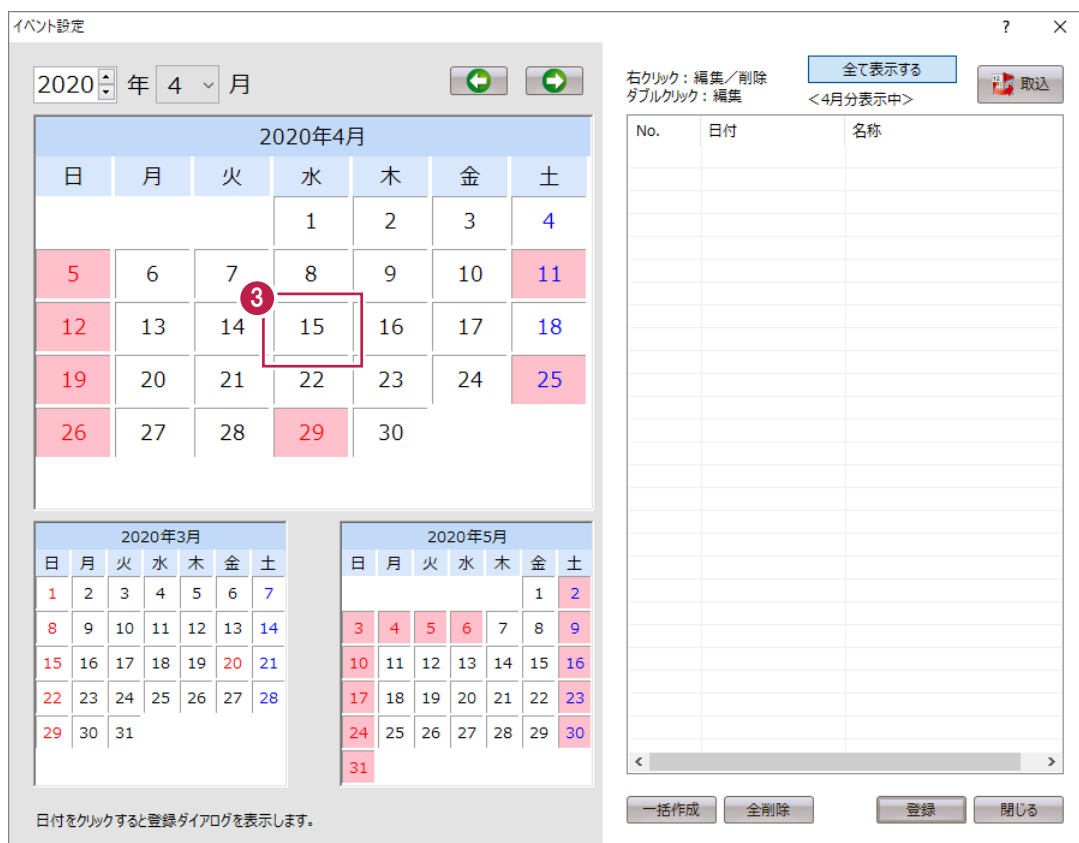 イベント設定
? ×
2020 年 4 月
2020年4月
日 月 火 水 木 金 土
1 2 3 4
5 6 7 8 9 10 11
3
12 13 14 15 16 17 18
19 20 21 22 23 24 25
26 27 28 29 30
2020年3月
日 月 火 水 木 金 土
1 2 3 4 5 6 7
8 9 10 11 12 13 14
15 16 17 18 19 20 21
22 23 24 25 26 27 28
29 30 31
2020年5月
日 月 火 水 木 金 土
1 2
3 4 5 6 7 8 9
10 11 12 13 14 15 16
17 18 19 20 21 22 23
24 25 26 27 28 29 30
31
日付をクリックすると登録ダイアログを表示します。
右クリック：編集／削除
ダブルクリック：編集
全て表示する
<4月分表示中>
取込
No. 日付 名称
一括作成 全削除 登録 閉じる